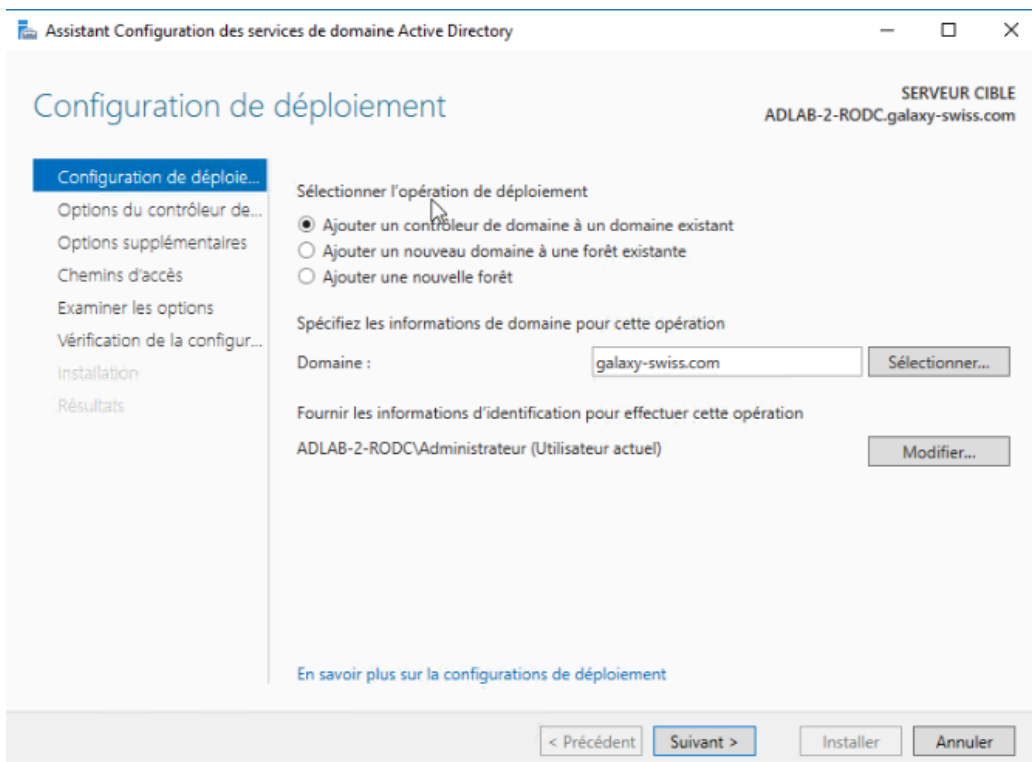 Assistant Configuration des services de domaine Active Directory
Configuration de déploiement
SERVEUR CIBLE
ADLAB-2-RODC.galaxy-swiss.com
Configuration de déploie...
Options du contrôleur de...
Options supplémentaires
Chemins d'accès
Examiner les options
Vérification de la configur...
Installation
Résultats
Sélectionner l'opération de déploiement
Ajouter un contrôleur de domaine à un domaine existant
Ajouter un nouveau domaine à une forêt existante
Ajouter une nouvelle forêt
Spécifiez les informations de domaine pour cette opération
Domaine : galaxy-swiss.com Sélectionner...
Fournir les informations d'identification pour effectuer cette opération
ADLAB-2-RODC\Administrateur (Utilisateur actuel) Modifier...
En savoir plus sur la configurations de déploiement
< Précédent Suivant > Installer Annuler